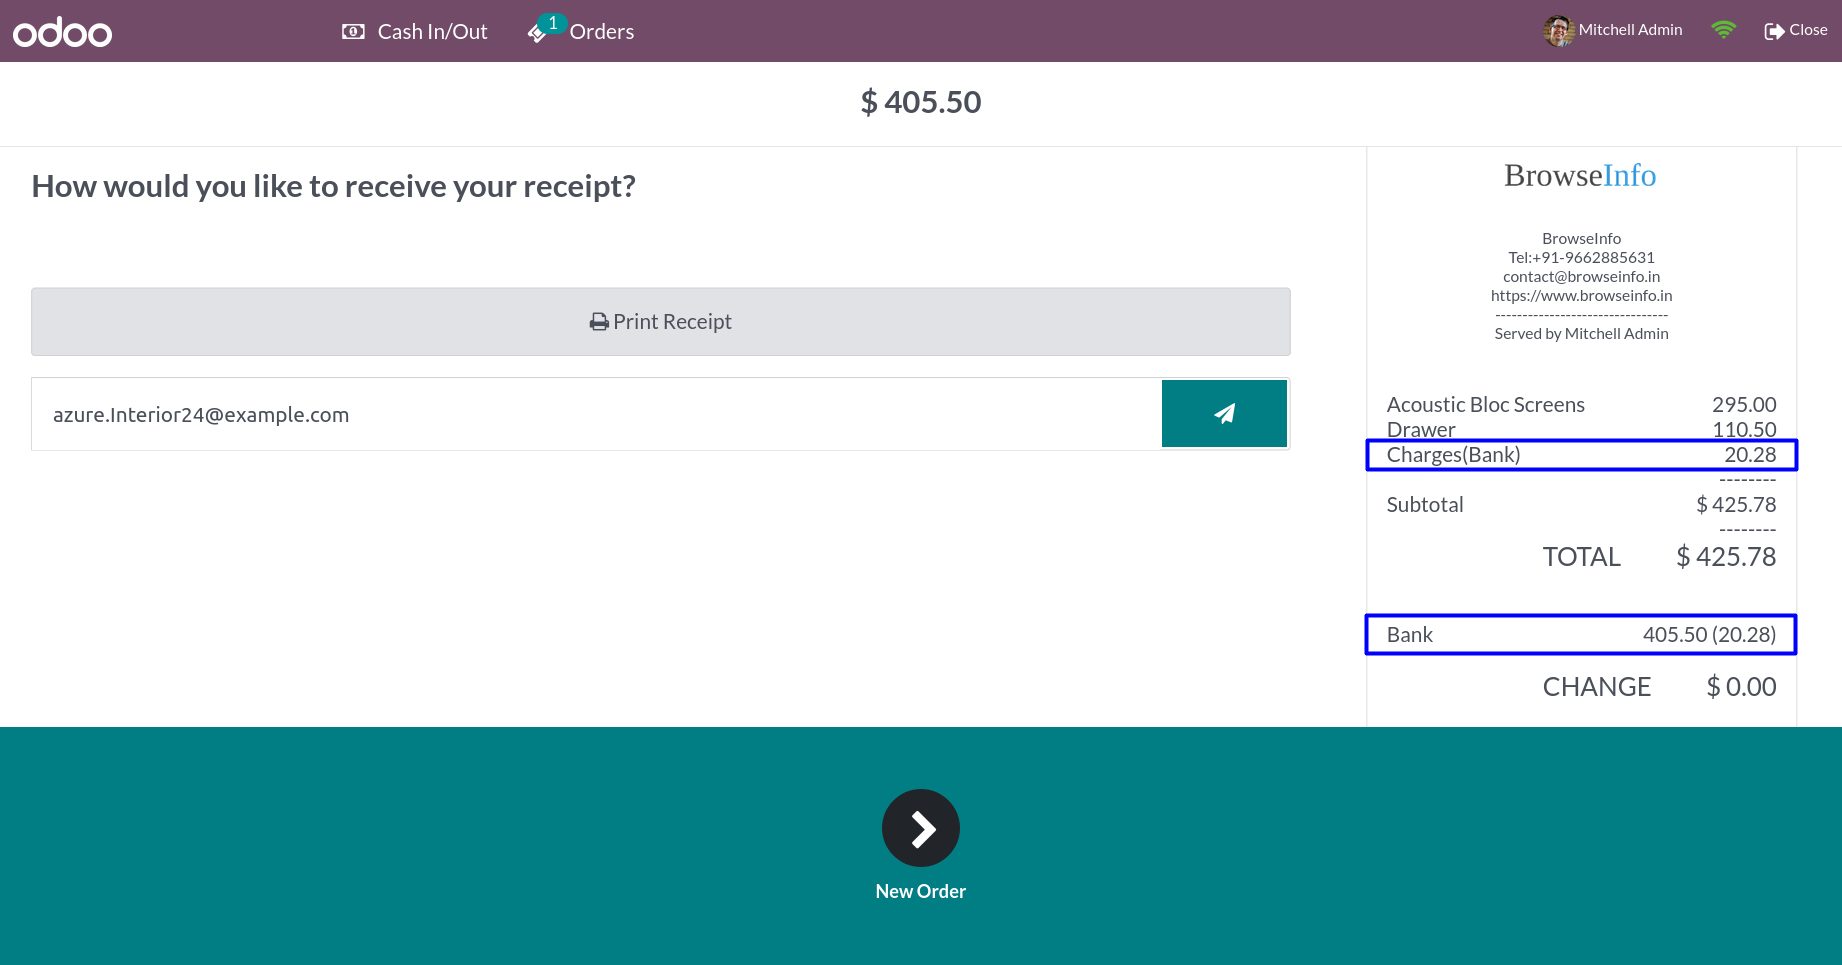 odoo
Cash In/Out
1
Orders
Mitchell Admin
Close
$ 405.50
How would you like to receive your receipt?
Print Receipt
azure.Interior24@example.com
BrowseInfo
BrowseInfo
Tel:+91-9662885631
contact@browseinfo.in
https://www.browseinfo.in
--------------------------------
Served by Mitchell Admin
Acoustic Bloc Screens 295.00
Drawer 110.50
Charges(Bank) 20.28
--------
Subtotal $ 425.78
--------
TOTAL $ 425.78
Bank 405.50 (20.28)
CHANGE $ 0.00
New Order